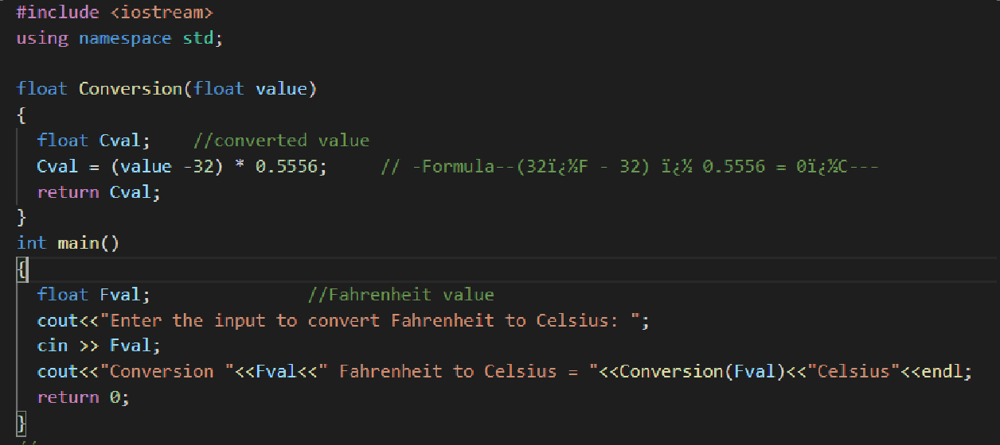 #include <iostream>
using namespace std;
float Conversion(float value)
{
float Cval;    //converted value
Cval = (value -32) * 0.5556;     // -Formula--(32ï¿½F - 32) ï¿½ 0.5556 = 0ï¿½C---
return Cval;
}
int main()
{
float Fval;               //Fahrenheit value
cout<<"Enter the input to convert Fahrenheit to Celsius: ";
cin >> Fval;
cout<<"Conversion "<<Fval<<" Fahrenheit to Celsius = "<<Conversion(Fval)<<"Celsius"<<endl;
return 0;
}
//